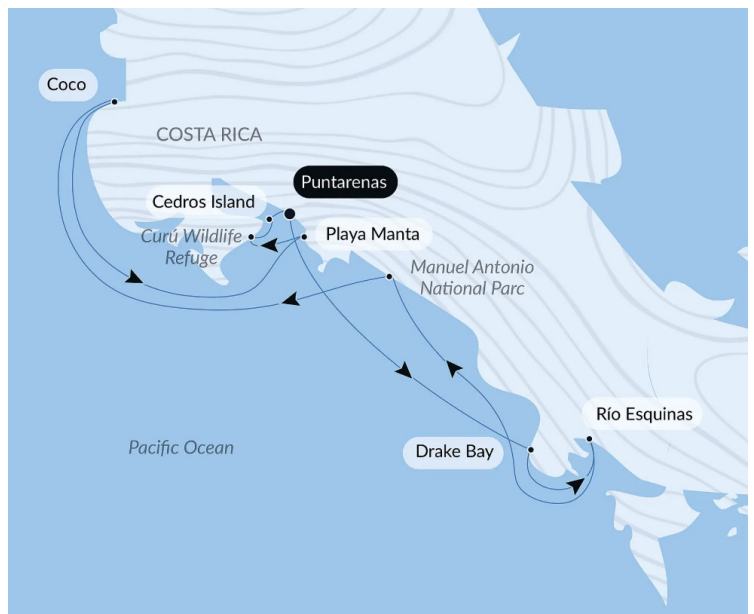 Coco
COSTA RICA
Puntarenas
Cedros Island
Curú Wildlife
Refuge
Playa Manta
Manuel Antonio
National Parc
Río Esquinas
Drake Bay
Pacific Ocean